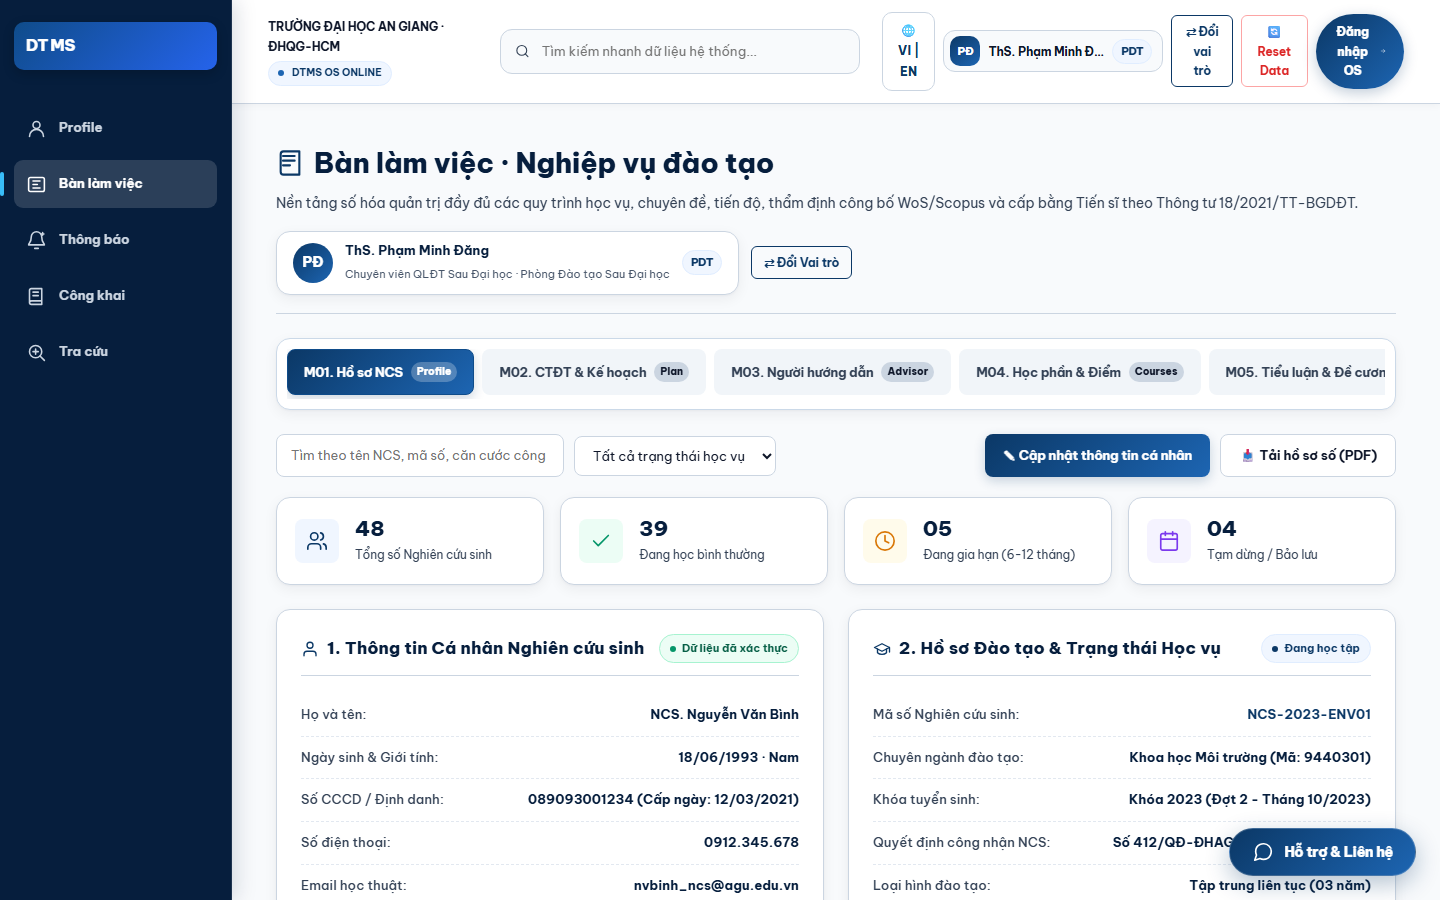 DTMS
Profile
Bàn làm việc
Thông báo
Công khai
Tra cứu
TRƯỜNG ĐẠI HỌC AN GIANG ·
ĐHQG-HCM
DTMS OS ONLINE
Tìm kiếm nhanh dữ liệu hệ thống...
VI |
EN
PĐ
ThS. Phạm Minh Đ...
PDT
⇄ Đổi
vai
trò
Reset
Data
Đăng
nhập
OS
Bàn làm việc · Nghiệp vụ đào tạo
Nền tảng số hóa quản trị đầy đủ các quy trình học vụ, chuyên đề, tiến độ, thẩm định công bố WoS/Scopus và cấp bằng Tiến sĩ theo Thông tư 18/2021/TT-BGDĐT.
PĐ
ThS. Phạm Minh Đăng
Chuyên viên QLĐT Sau Đại học · Phòng Đào tạo Sau Đại học
PDT
⇄ Đổi Vai trò
M01. Hồ sơ NCS Profile
M02. CTĐT & Kế hoạch Plan
M03. Người hướng dẫn Advisor
M04. Học phần & Điểm Courses
M05. Tiểu luận & Đề cươn
Tìm theo tên NCS, mã số, căn cước công
Tất cả trạng thái học vụ
Cập nhật thông tin cá nhân
Tải hồ sơ số (PDF)
48
Tổng số Nghiên cứu sinh
39
Đang học bình thường
05
Đang gia hạn (6-12 tháng)
04
Tạm dừng / Bảo lưu
1. Thông tin Cá nhân Nghiên cứu sinh
Dữ liệu đã xác thực
Họ và tên: NCS. Nguyễn Văn Bình
Ngày sinh & Giới tính: 18/06/1993 · Nam
Số CCCD / Định danh: 089093001234 (Cấp ngày: 12/03/2021)
Số điện thoại: 0912.345.678
Email học thuật: nvbinh_ncs@agu.edu.vn
2. Hồ sơ Đào tạo & Trạng thái Học vụ
Đang học tập
Mã số Nghiên cứu sinh: NCS-2023-ENV01
Chuyên ngành đào tạo: Khoa học Môi trường (Mã: 9440301)
Khóa tuyển sinh: Khóa 2023 (Đợt 2 - Tháng 10/2023)
Quyết định công nhận NCS: Số 412/QĐ-ĐHAG
Loại hình đào tạo: Tập trung liên tục (03 năm)
Hỗ trợ & Liên hệ